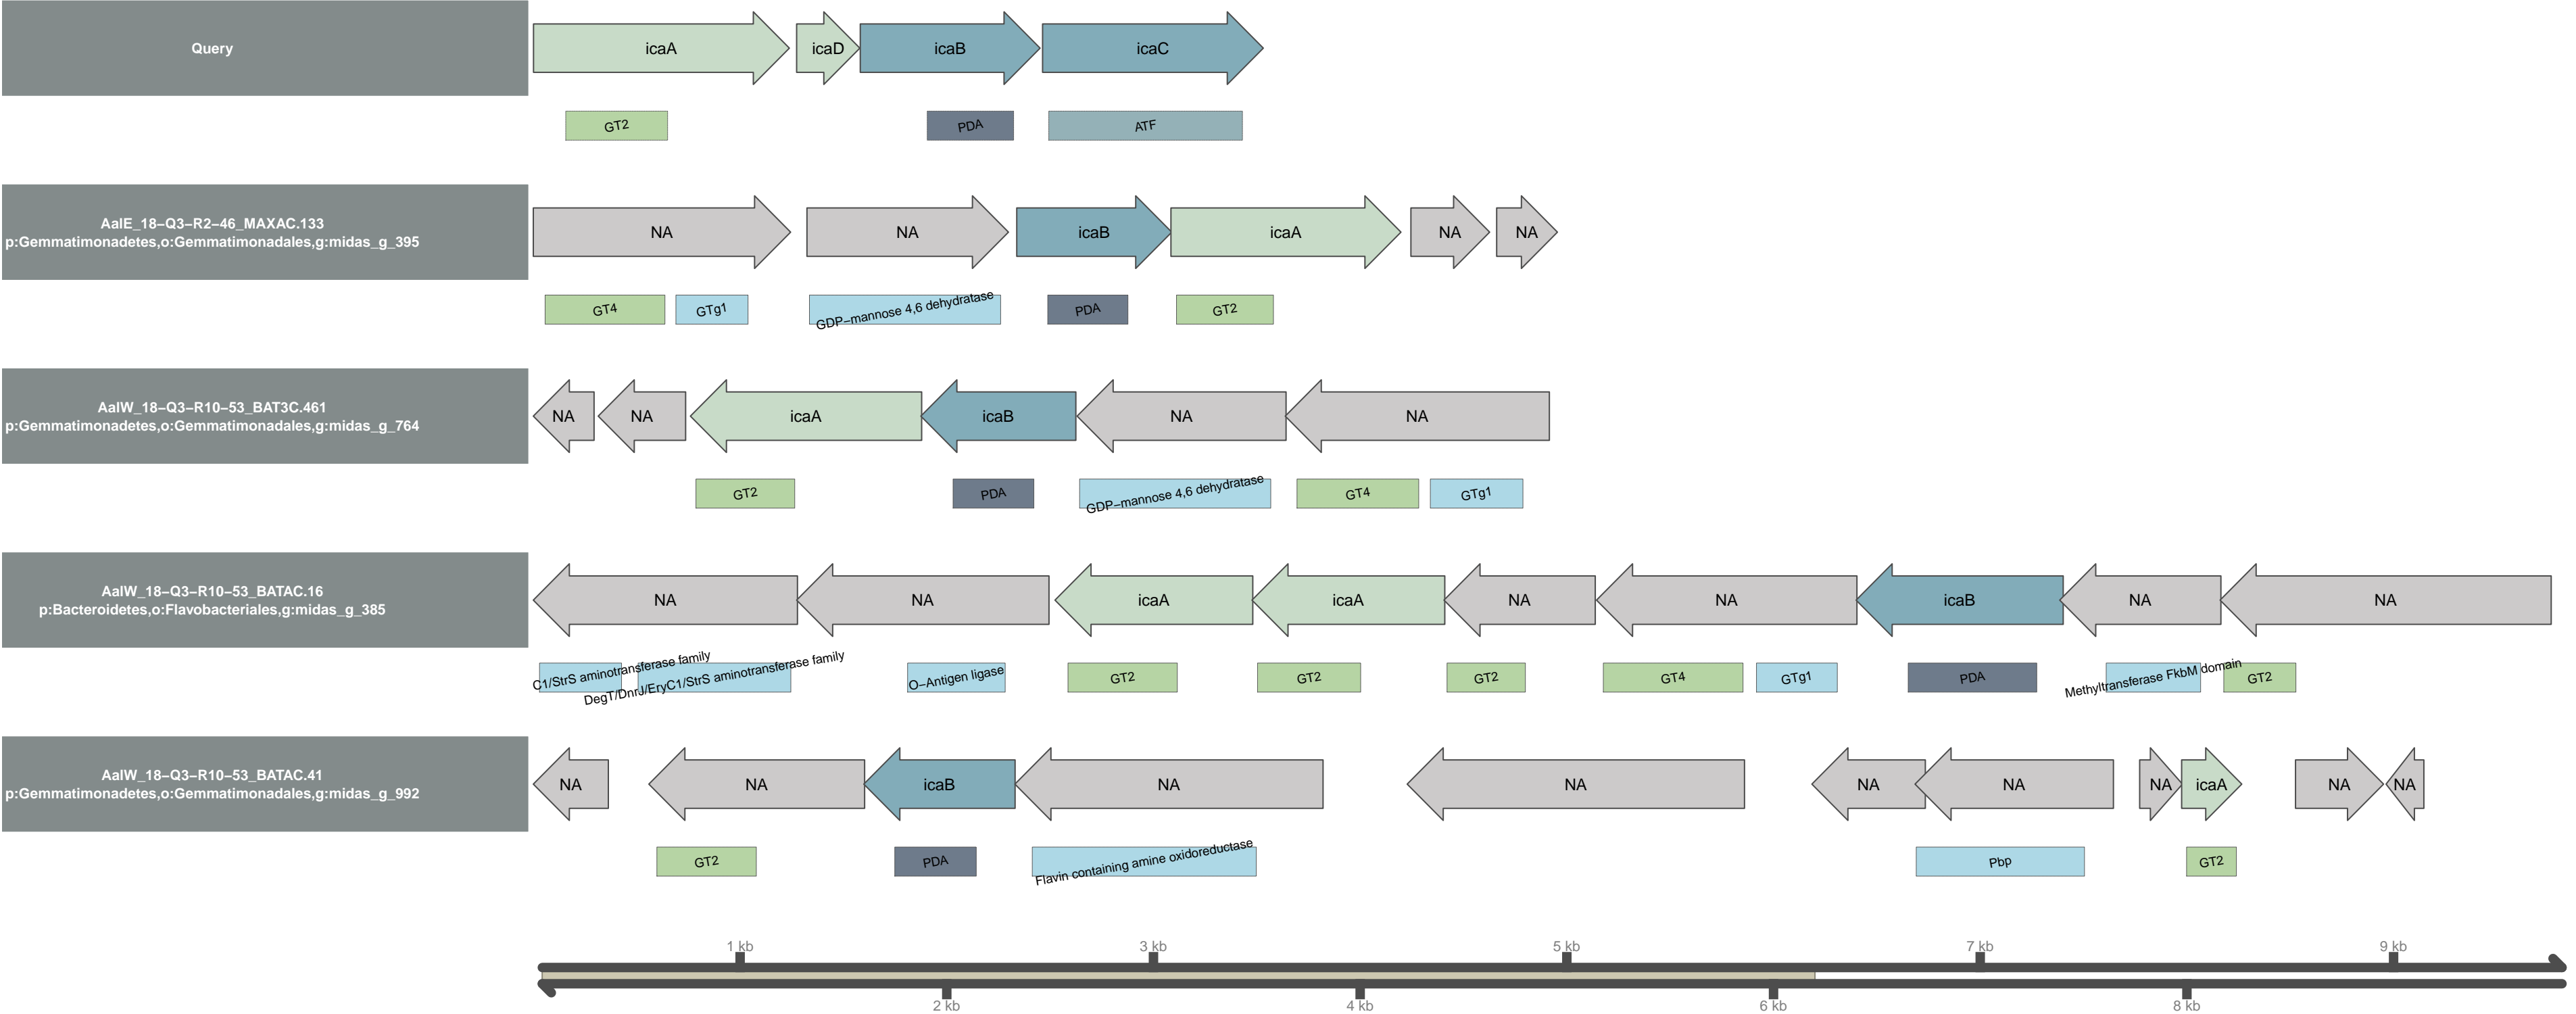 Query
icaA
icaD
icaB
icaC
GT2
PDA
ATF
AalE_18–Q3–R2–46_MAXAC.133
p:Gemmatimonadetes,o:Gemmatimonadales,g:midas_g_395
NA
NA
icaB
icaA
NA
NA
GT4
GTg1
GDP–mannose 4,6 dehydratase
PDA
GT2
AalW_18–Q3–R10–53_BAT3C.461
p:Gemmatimonadetes,o:Gemmatimonadales,g:midas_g_764
NA
NA
icaA
icaB
NA
NA
GT2
PDA
GDP–mannose 4,6 dehydratase
GT4
GTg1
AalW_18–Q3–R10–53_BATAC.16
p:Bacteroidetes,o:Flavobacteriales,g:midas_g_385
NA
NA
icaA
icaA
NA
NA
icaB
NA
NA
C1/StrS aminotransferase family
DegT/DnrJ/EryC1/StrS aminotransferase family
O–Antigen ligase
GT2
GT2
GT2
GT4
GTg1
PDA
Methyltransferase FkbM domain
GT2
AalW_18–Q3–R10–53_BATAC.41
p:Gemmatimonadetes,o:Gemmatimonadales,g:midas_g_992
NA
NA
icaB
NA
NA
NA
NA
NA
icaA
NA
NA
GT2
PDA
Flavin containing amine oxidoreductase
Pbp
GT2
1 kb
3 kb
5 kb
7 kb
9 kb
2 kb
4 kb
6 kb
8 kb